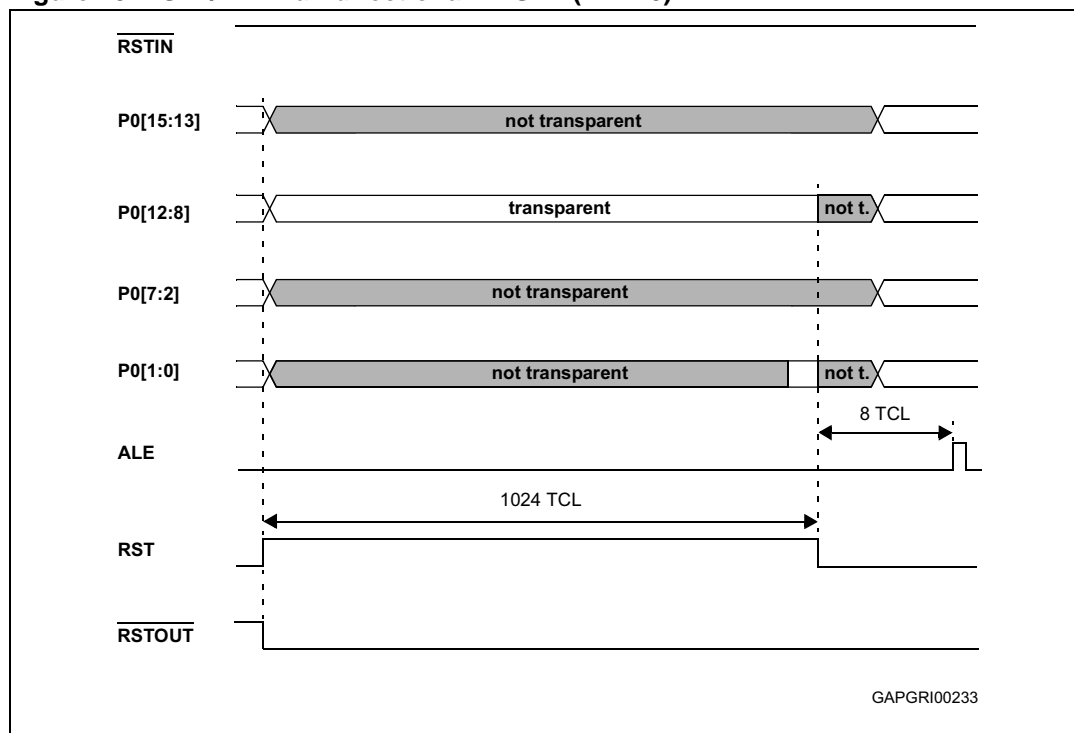 RSTIN
P0[15:13]
not transparent
P0[12:8]
transparent
not t.
P0[7:2]
not transparent
P0[1:0]
not transparent
not t.
8 TCL
ALE
1024 TCL
RST
RSTOUT
GAPGRI00233